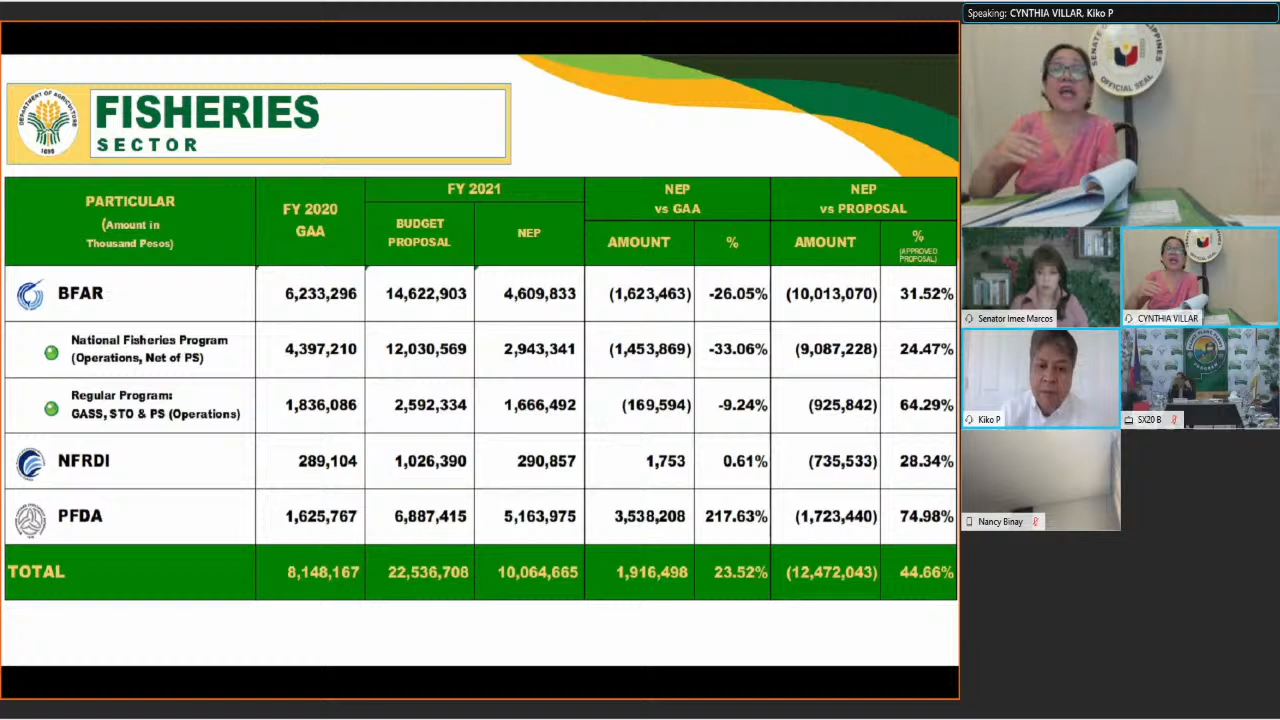 Speaking: CYNTHIA VILLAR, Kiko P
DEPARTMENT OF AGRICULTURE
1898
FISHERIES
SECTOR
PARTICULAR
(Amount in
Thousand Pesos)
FY 2020
GAA
FY 2021
BUDGET
PROPOSAL
NEP
NEP
vs GAA
AMOUNT
%
NEP
vs PROPOSAL
AMOUNT
%
(APPROVED
PROPOSAL)
BFAR 6,233,296 14,622,903 4,609,833 (1,623,463) -26.05% (10,013,070) 31.52%
National Fisheries Program
(Operations, Net of PS) 4,397,210 12,030,569 2,943,341 (1,453,869) -33.06% (9,087,228) 24.47%
Regular Program:
GASS, STO & PS (Operations) 1,836,086 2,592,334 1,666,492 (169,594) -9.24% (925,842) 64.29%
NFRDI 289,104 1,026,390 290,857 1,753 0.61% (735,533) 28.34%
PFDA 1,625,767 6,887,415 5,163,975 3,538,208 217.63% (1,723,440) 74.98%
TOTAL 8,148,167 22,536,708 10,064,665 1,916,498 23.52% (12,472,043) 44.66%
OFFICIAL SEAL
Senator Imee Marcos
CYNTHIA VILLAR
Kiko P
SX20 B
Nancy Binay